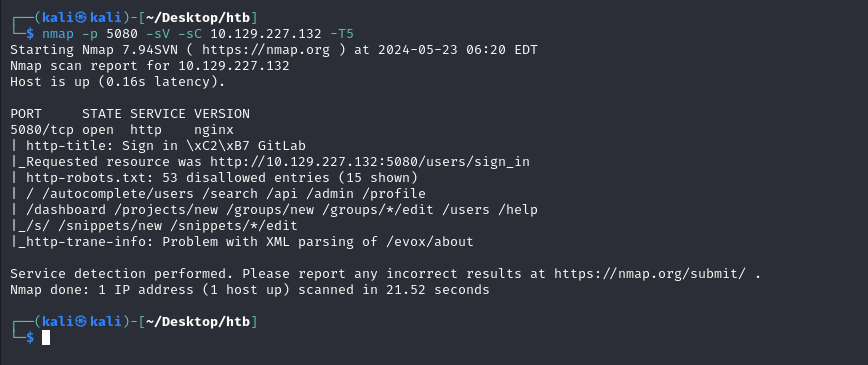 ┌──(kali㉿kali)-[~/Desktop/htb]
└─$ nmap -p 5080 -sV -sC 10.129.227.132 -T5
Starting Nmap 7.94SVN ( https://nmap.org ) at 2024-05-23 06:20 EDT
Nmap scan report for 10.129.227.132
Host is up (0.16s latency).

PORT     STATE SERVICE VERSION
5080/tcp open  http    nginx
| http-title: Sign in \xC2\xB7 GitLab
|_Requested resource was http://10.129.227.132:5080/users/sign_in
| http-robots.txt: 53 disallowed entries (15 shown)
| / /autocomplete/users /search /api /admin /profile
| /dashboard /projects/new /groups/new /groups/*/edit /users /help
|_/s/ /snippets/new /snippets/*/edit
|_http-trane-info: Problem with XML parsing of /evox/about

Service detection performed. Please report any incorrect results at https://nmap.org/submit/ .
Nmap done: 1 IP address (1 host up) scanned in 21.52 seconds

┌──(kali㉿kali)-[~/Desktop/htb]
└─$